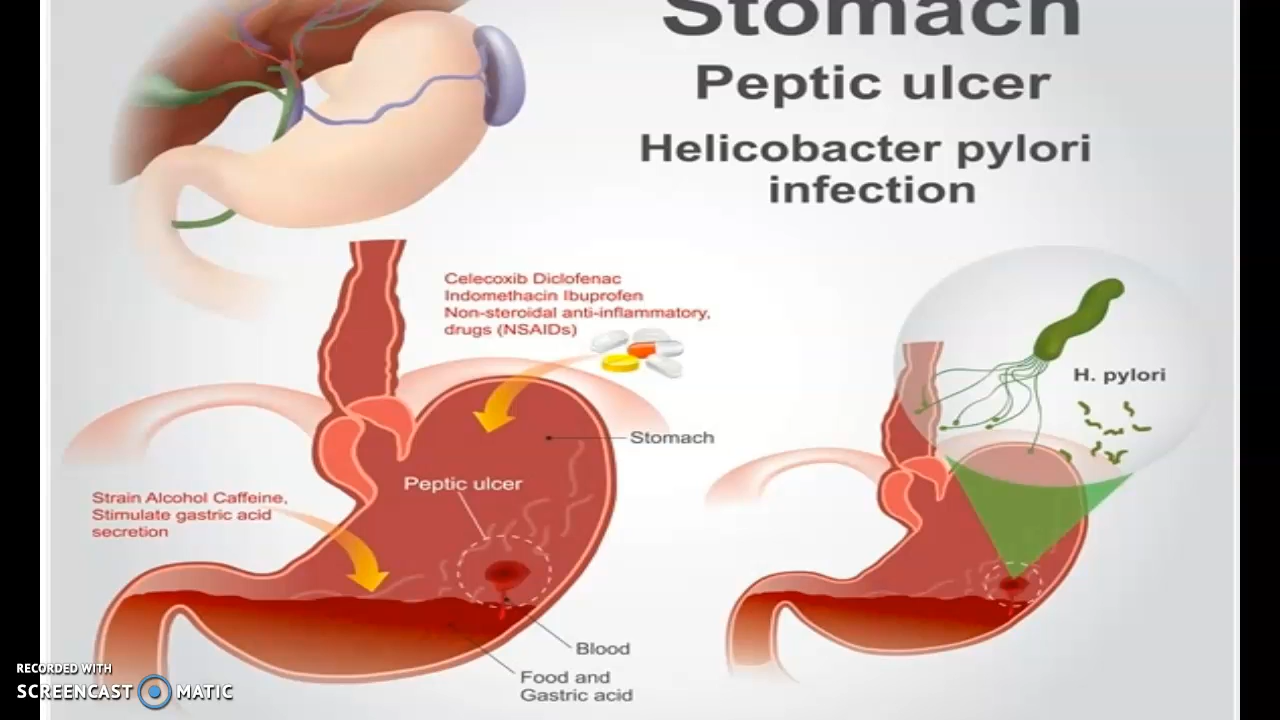 Stomach
Peptic ulcer
Helicobacter pylori
infection
Celecoxib Diclofenac
Indomethacin Ibuprofen
Non-steroidal anti-inflammatory,
drugs (NSAIDs)
H. pylori
Stomach
Peptic ulcer
Strain Alcohol Caffeine,
Stimulate gastric acid
secretion
Blood
Food and
Gastric acid
RECORDED WITH
SCREENCAST MATIC